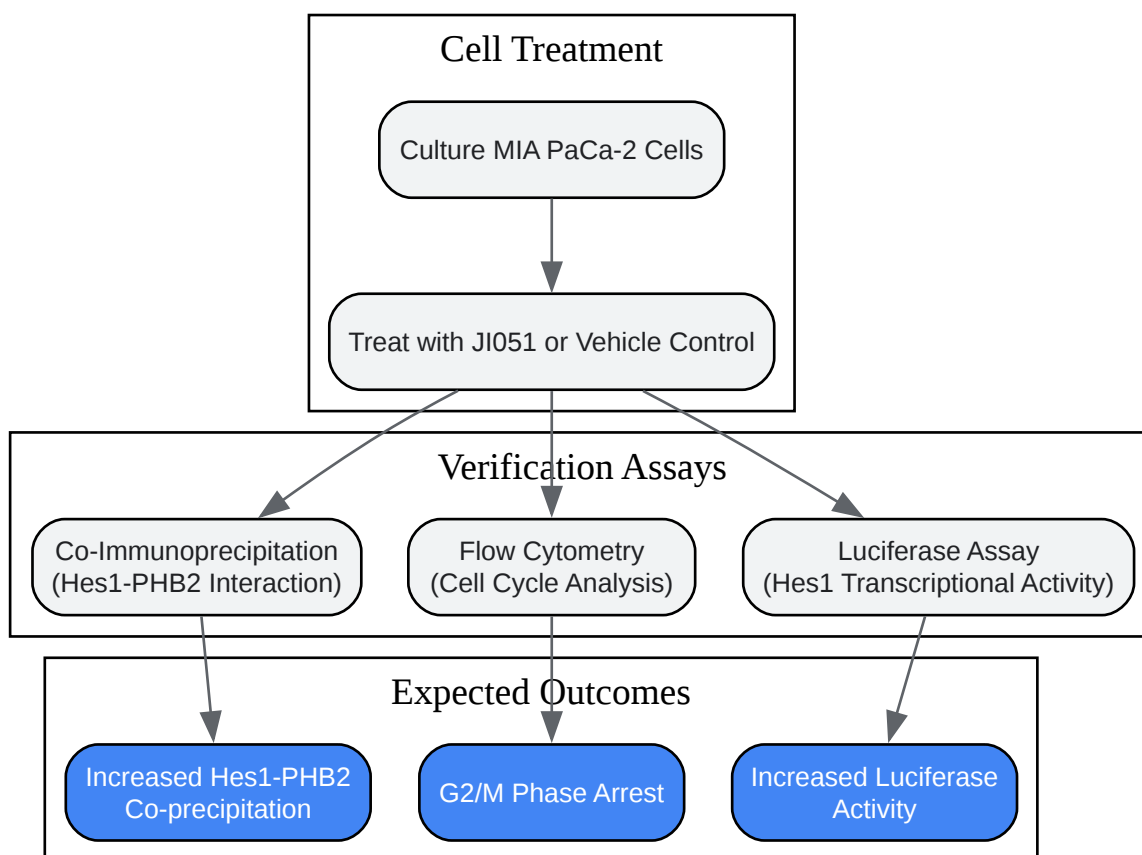 Cell Treatment
Culture MIA PaCa-2 Cells
Treat with JI051 or Vehicle Control
Verification Assays
Co-Immunoprecipitation
(Hes1-PHB2 Interaction)
Flow Cytometry
(Cell Cycle Analysis)
Luciferase Assay
(Hes1 Transcriptional Activity)
Expected Outcomes
Increased Hes1-PHB2
Co-precipitation
G2/M Phase Arrest
Increased Luciferase
Activity